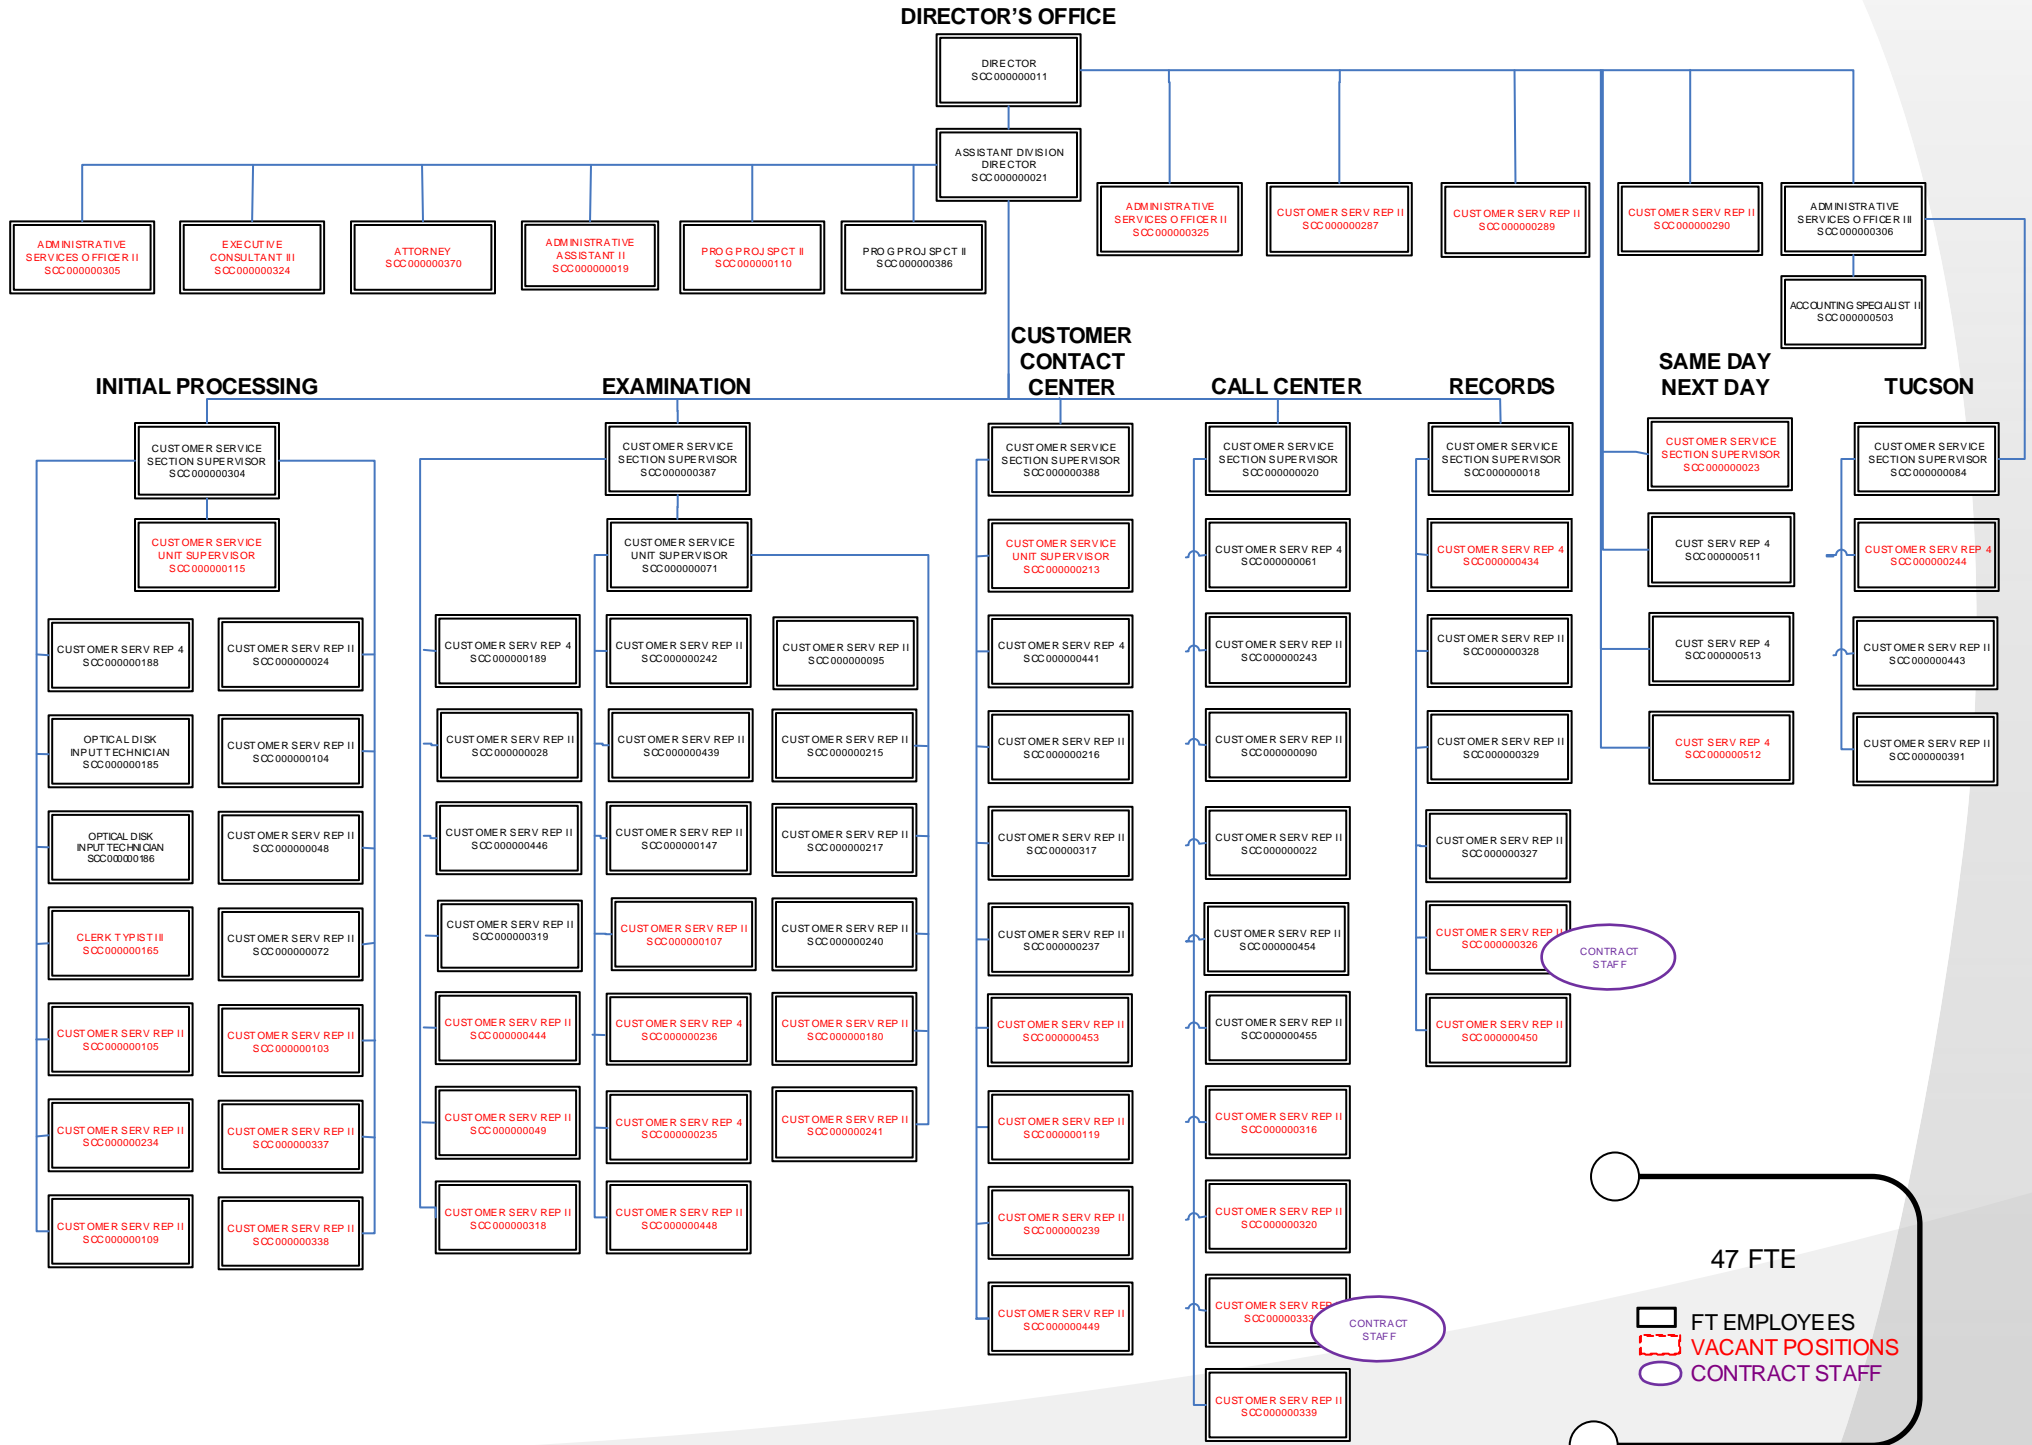 DIRECTOR'S OFFICE
DIRECTOR
SCC000000011
ASSISTANT DIVISION
DIRECTOR
SCC000000021
ADMINISTRATIVE
SERVICES OFFICER II
SCC000000305
EXECUTIVE
CONSULTANT III
SCC000000324
ATTORNEY
SCC000000370
ADMINISTRATIVE
ASSISTANT II
SCC000000019
PROG PROJ SPCT II
SCC000000110
PROG PROJ SPCT II
SCC000000386
ADMINISTRATIVE
SERVICES OFFICER II
SCC000000325
CUSTOMER SERV REP II
SCC000000287
CUSTOMER SERV REP II
SCC000000289
CUSTOMER SERV REP II
SCC000000290
ADMINISTRATIVE
SERVICES OFFICER III
SCC000000306
ACCOUNTING SPECIALIST II
SCC000000503
INITIAL PROCESSING
CUSTOMER SERVICE
SECTION SUPERVISOR
SCC000000304
CUSTOMER SERVICE
UNIT SUPERVISOR
SCC000000115
CUSTOMER SERV REP 4
SCC000000188
OPTICAL DISK
INPUT TECHNICIAN
SCC000000185
OPTICAL DISK
INPUT TECHNICIAN
SCC000000186
CLERK TYPIST III
SCC000000165
CUSTOMER SERV REP II
SCC000000105
CUSTOMER SERV REP II
SCC000000234
CUSTOMER SERV REP II
SCC000000109
CUSTOMER SERV REP II
SCC000000024
CUSTOMER SERV REP II
SCC000000104
CUSTOMER SERV REP II
SCC000000048
CUSTOMER SERV REP II
SCC000000072
CUSTOMER SERV REP II
SCC000000103
CUSTOMER SERV REP II
SCC000000337
CUSTOMER SERV REP II
SCC000000338
EXAMINATION
CUSTOMER SERVICE
SECTION SUPERVISOR
SCC000000387
CUSTOMER SERVICE
UNIT SUPERVISOR
SCC000000071
CUSTOMER SERV REP 4
SCC000000189
CUSTOMER SERV REP II
SCC000000028
CUSTOMER SERV REP II
SCC000000446
CUSTOMER SERV REP II
SCC000000319
CUSTOMER SERV REP II
SCC000000444
CUSTOMER SERV REP II
SCC000000049
CUSTOMER SERV REP II
SCC000000318
CUSTOMER SERV REP II
SCC000000242
CUSTOMER SERV REP II
SCC000000439
CUSTOMER SERV REP II
SCC000000147
CUSTOMER SERV REP II
SCC000000107
CUSTOMER SERV REP 4
SCC000000236
CUSTOMER SERV REP 4
SCC000000235
CUSTOMER SERV REP II
SCC000000448
CUSTOMER SERV REP II
SCC000000095
CUSTOMER SERV REP II
SCC000000215
CUSTOMER SERV REP II
SCC000000217
CUSTOMER SERV REP II
SCC000000240
CUSTOMER SERV REP II
SCC000000180
CUSTOMER SERV REP II
SCC000000241
CUSTOMER
CONTACT
CENTER
CUSTOMER SERVICE
SECTION SUPERVISOR
SCC000000388
CUSTOMER SERVICE
UNIT SUPERVISOR
SCC000000213
CUSTOMER SERV REP 4
SCC000000441
CUSTOMER SERV REP II
SCC000000216
CUSTOMER SERV REP II
SCC000000317
CUSTOMER SERV REP II
SCC000000237
CUSTOMER SERV REP II
SCC000000453
CUSTOMER SERV REP II
SCC000000119
CUSTOMER SERV REP II
SCC000000239
CUSTOMER SERV REP II
SCC000000449
CALL CENTER
CUSTOMER SERVICE
SECTION SUPERVISOR
SCC000000020
CUSTOMER SERV REP 4
SCC000000061
CUSTOMER SERV REP II
SCC000000243
CUSTOMER SERV REP II
SCC000000090
CUSTOMER SERV REP II
SCC000000022
CUSTOMER SERV REP II
SCC000000454
CUSTOMER SERV REP II
SCC000000455
CUSTOMER SERV REP II
SCC000000316
CUSTOMER SERV REP II
SCC000000320
CUSTOMER SERV REP
SCC00000333
CONTRACT
STAFF
CUSTOMER SERV REP II
SCC000000339
RECORDS
CUSTOMER SERVICE
SECTION SUPERVISOR
SCC000000018
CUSTOMER SERV REP 4
SCC000000434
CUSTOMER SERV REP II
SCC000000328
CUSTOMER SERV REP II
SCC000000329
CUSTOMER SERV REP II
SCC000000327
CUSTOMER SERV REP II
SCC000000326
CONTRACT
STAFF
CUSTOMER SERV REP II
SCC000000450
SAME DAY
NEXT DAY
CUSTOMER SERVICE
SECTION SUPERVISOR
SCC000000023
CUST SERV REP 4
SCC000000511
CUST SERV REP 4
SCC000000513
CUST SERV REP 4
SCC000000512
TUCSON
CUSTOMER SERVICE
SECTION SUPERVISOR
SCC000000084
CUSTOMER SERV REP 4
SCC000000244
CUSTOMER SERV REP II
SCC000000443
CUSTOMER SERV REP II
SCC000000391
47 FTE
FT EMPLOYEES
VACANT POSITIONS
CONTRACT STAFF